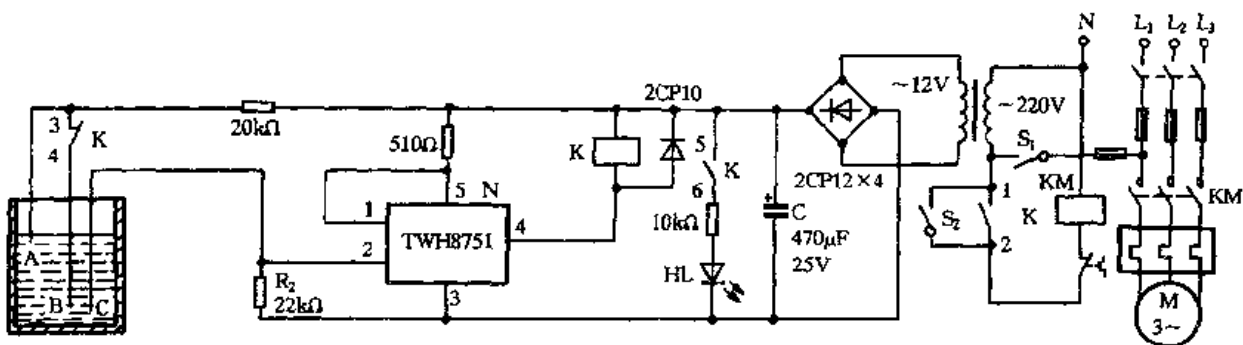 N L₁ L₂ L₃
2CP10 ~12V ~220V
3 K 20kΩ
4
510Ω K 5 K S₁
5 N 6 2CP12×4 KM KM
1 TWH8751 4 10kΩ C S₂ 1 K
2 470μF 2
A 25V
R₂ HL
B C 22kΩ 3 M
3~